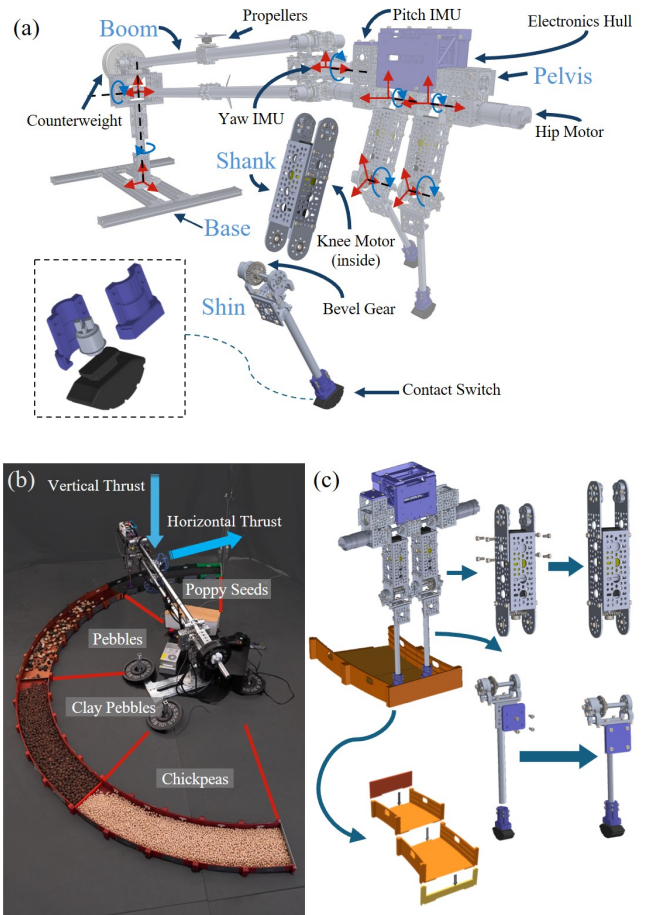 (a)
Propellers
Pitch IMU
Electronics Hull
Boom
Pelvis
Counterweight
Yaw IMU
Hip Motor
Shank
Base
Knee Motor
(inside)
Bevel Gear
Shin
Contact Switch
(b)
Vertical Thrust
Horizontal Thrust
Poppy Seeds
Pebbles
Clay Pebbles
Chickpeas
(c)